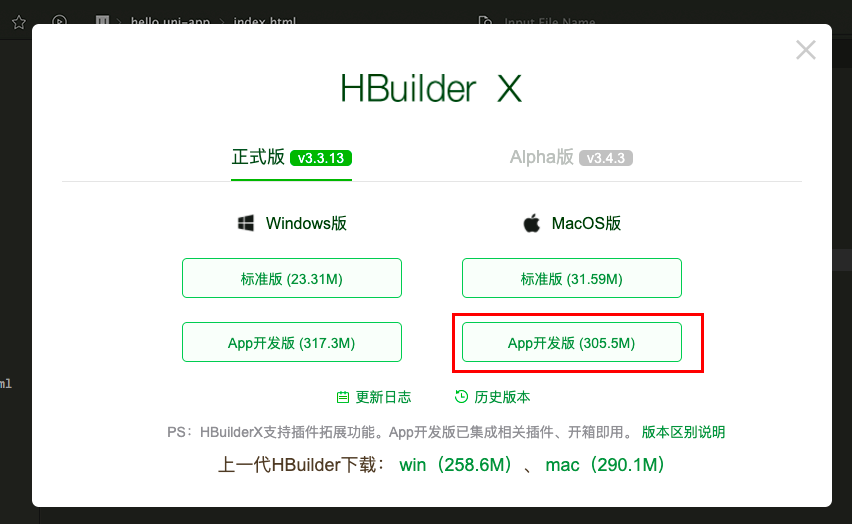 hello uni-app > index.html
Input File Name
HBuilder X
正式版 v3.3.13
Alpha版 v3.4.3
Windows版
MacOS版
标准版 (23.31M)
标准版 (31.59M)
App开发版 (317.3M)
App开发版 (305.5M)
更新日志
历史版本
ml
PS：HBuilderX支持插件拓展功能。App开发版已集成相关插件、开箱即用。 版本区别说明
上一代HBuilder下载： win（258.6M） 、 mac（290.1M）